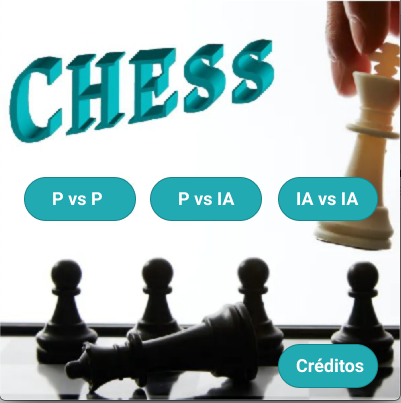 CHESS
P vs P
P vs IA
IA vs IA
Créditos